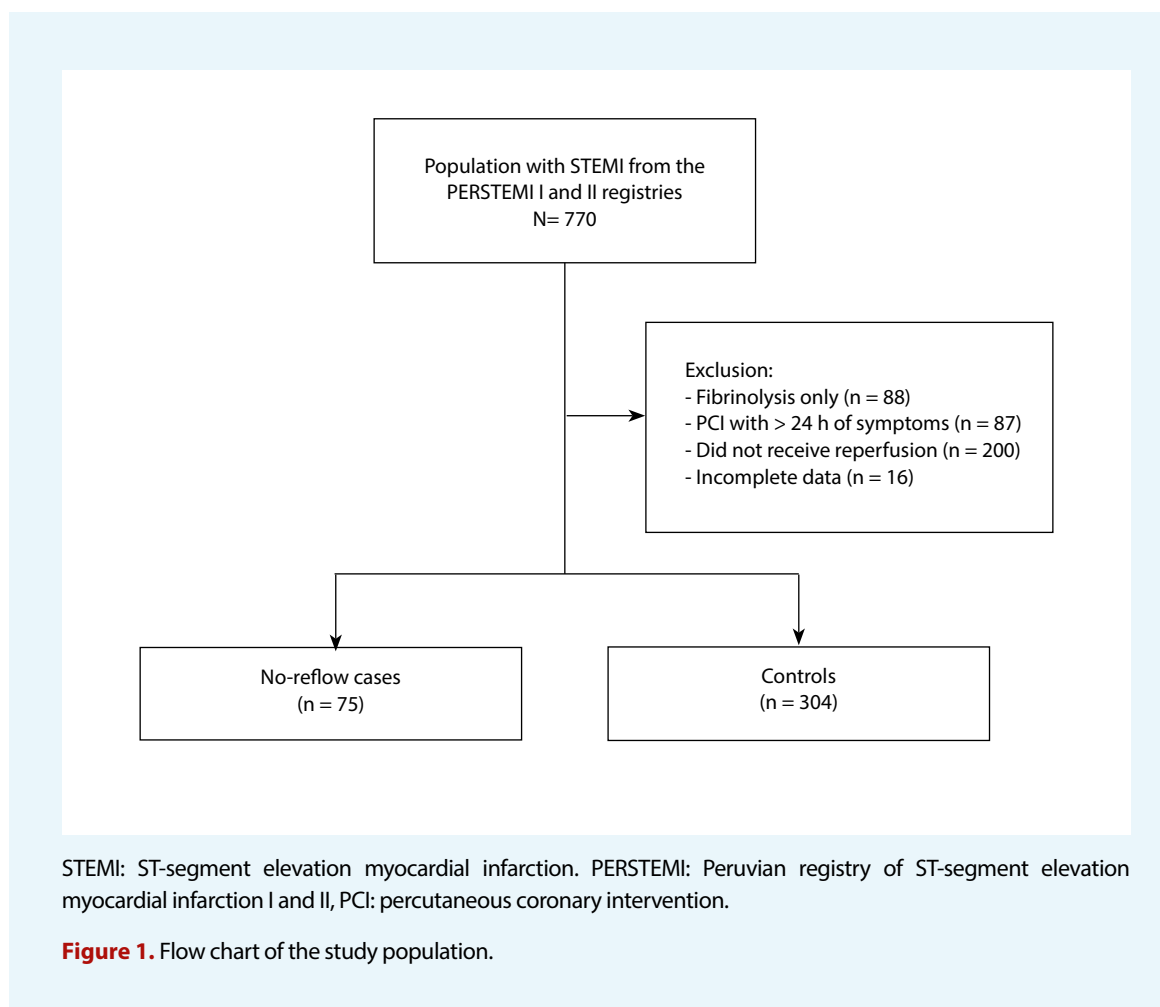 Population with STEMI from the
PERSTEMI I and II registries
N= 770
Exclusion:
- Fibrinolysis only (n = 88)
- PCI with > 24 h of symptoms (n = 87)
- Did not receive reperfusion (n = 200)
- Incomplete data (n = 16)
No-reflow cases
(n = 75)
Controls
(n = 304)
STEMI: ST-segment elevation myocardial infarction. PERSTEMI: Peruvian registry of ST-segment elevation
myocardial infarction I and II, PCI: percutaneous coronary intervention.
Figure 1. Flow chart of the study population.